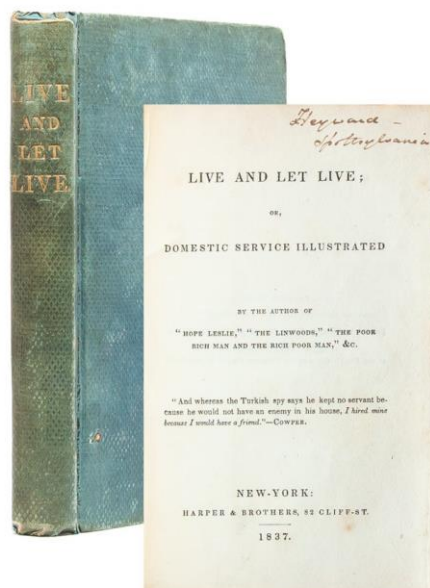 LIVE
AND
LET
LIVE
Heyward –
Spottsylvania
LIVE AND LET LIVE;
OR,
DOMESTIC SERVICE ILLUSTRATED
BY THE AUTHOR OF
"HOPE LESLIE," "THE LINWOODS," "THE POOR
RICH MAN AND THE RICH POOR MAN," &C.
"And whereas the Turkish spy says he kept no servant be-
cause he would not have an enemy in his house, I hired mine
because I would have a friend."—COWPER.
NEW-YORK:
HARPER & BROTHERS, 82 CLIFF-ST.
1837.